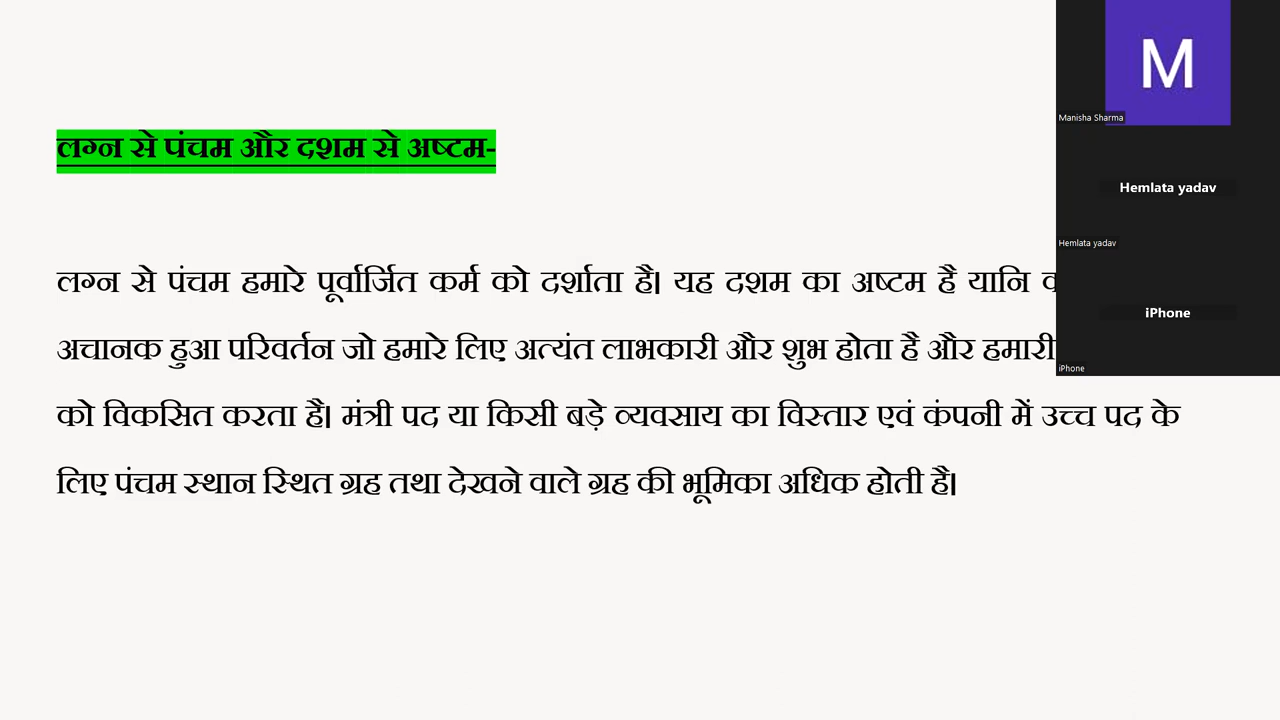 लग्न से पंचम और दशम से अष्टम-
लग्न से पंचम हमारे पूर्वार्जित कर्म को दर्शाता है। यह दशम का अष्टम है यानि
अचानक हुआ परिवर्तन जो हमारे लिए अत्यंत लाभकारी और शुभ होता है और हमारी
को विकसित करता है। मंत्री पद या किसी बड़े व्यवसाय का विस्तार एवं कंपनी में उच्च पद के
लिए पंचम स्थान स्थित ग्रह तथा देखने वाले ग्रह की भूमिका अधिक होती है।
M
Manisha Sharma
Hemlata yadav
Hemlata yadav
iPhone
iPhone